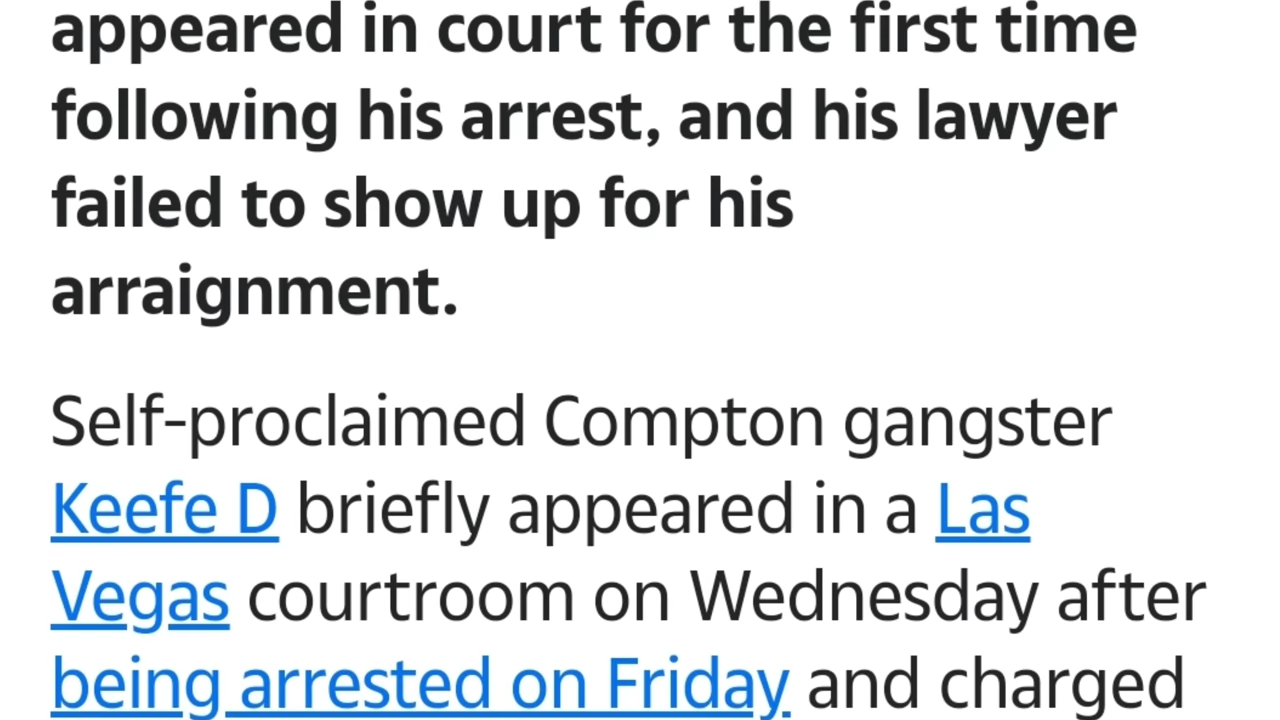 appeared in court for the first time
following his arrest, and his lawyer
failed to show up for his
arraignment.
Self-proclaimed Compton gangster
Keefe D briefly appeared in a Las
Vegas courtroom on Wednesday after
being arrested on Friday and charged